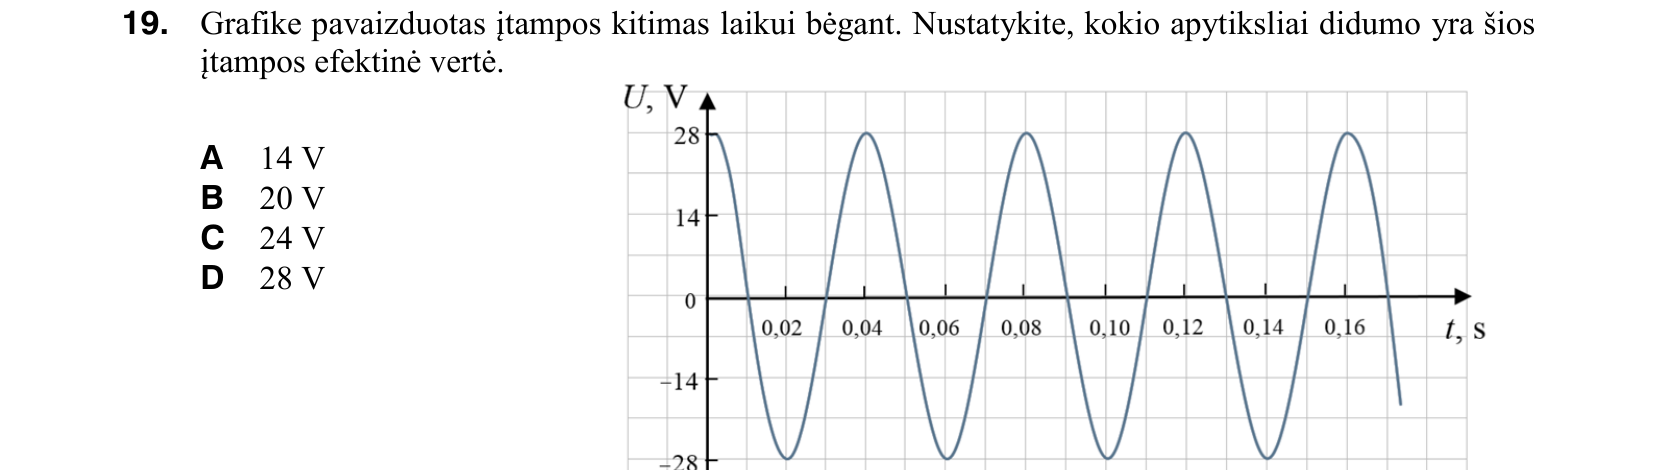 19. Grafike pavaizduotas įtampos kitimas laikui bėgant. Nustatykite, kokio apytiksliai didumo yra šios
įtampos efektinė vertė.
A 14 V
B 20 V
C 24 V
D 28 V
U, V
28
14
0
0,02 0,04 0,06 0,08 0,10 0,12 0,14 0,16 t, s
–14
–28